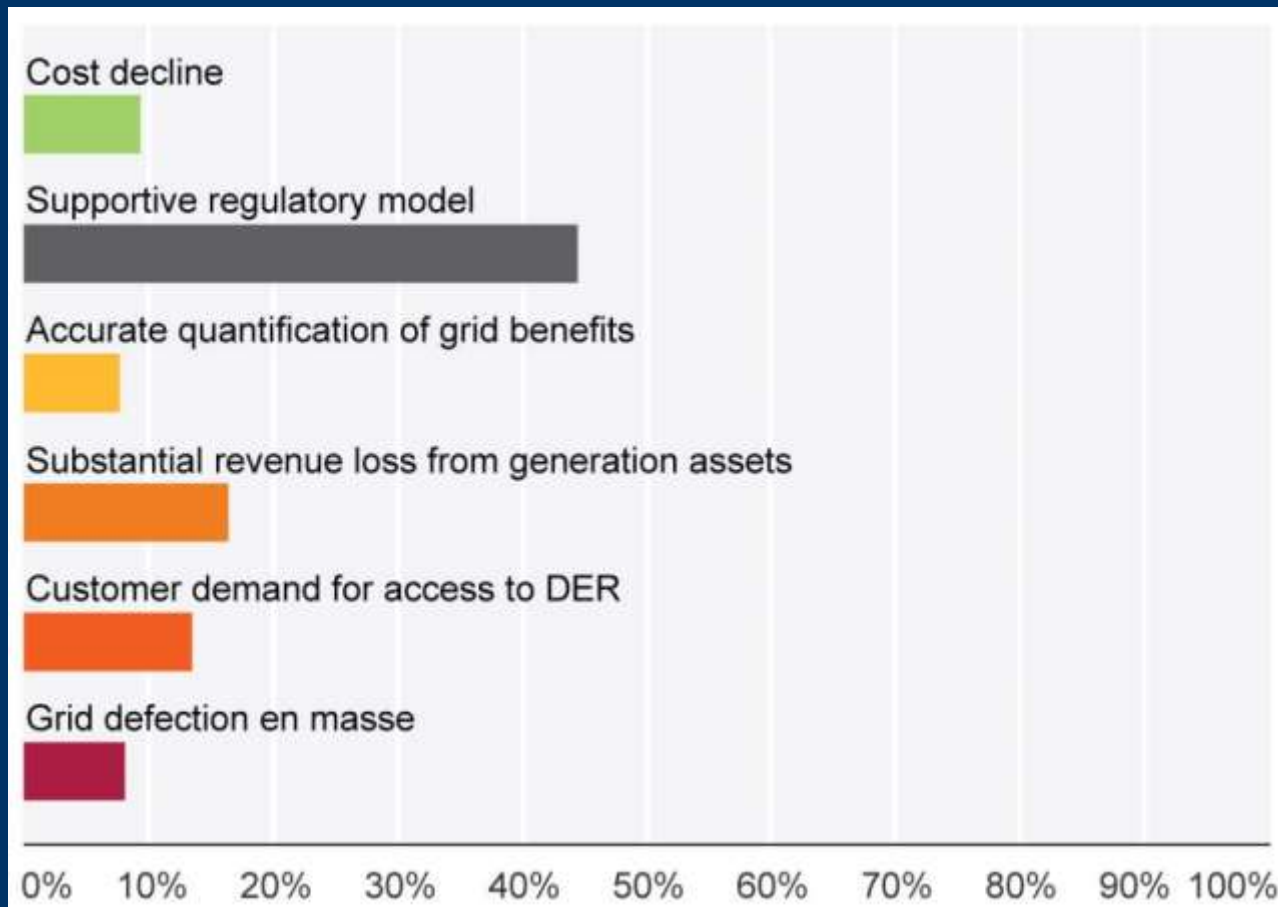 Cost decline
Supportive regulatory model
Accurate quantification of grid benefits
Substantial revenue loss from generation assets
Customer demand for access to DER
Grid defection en masse
0% 10% 20% 30% 40% 50% 60% 70% 80% 90% 100%